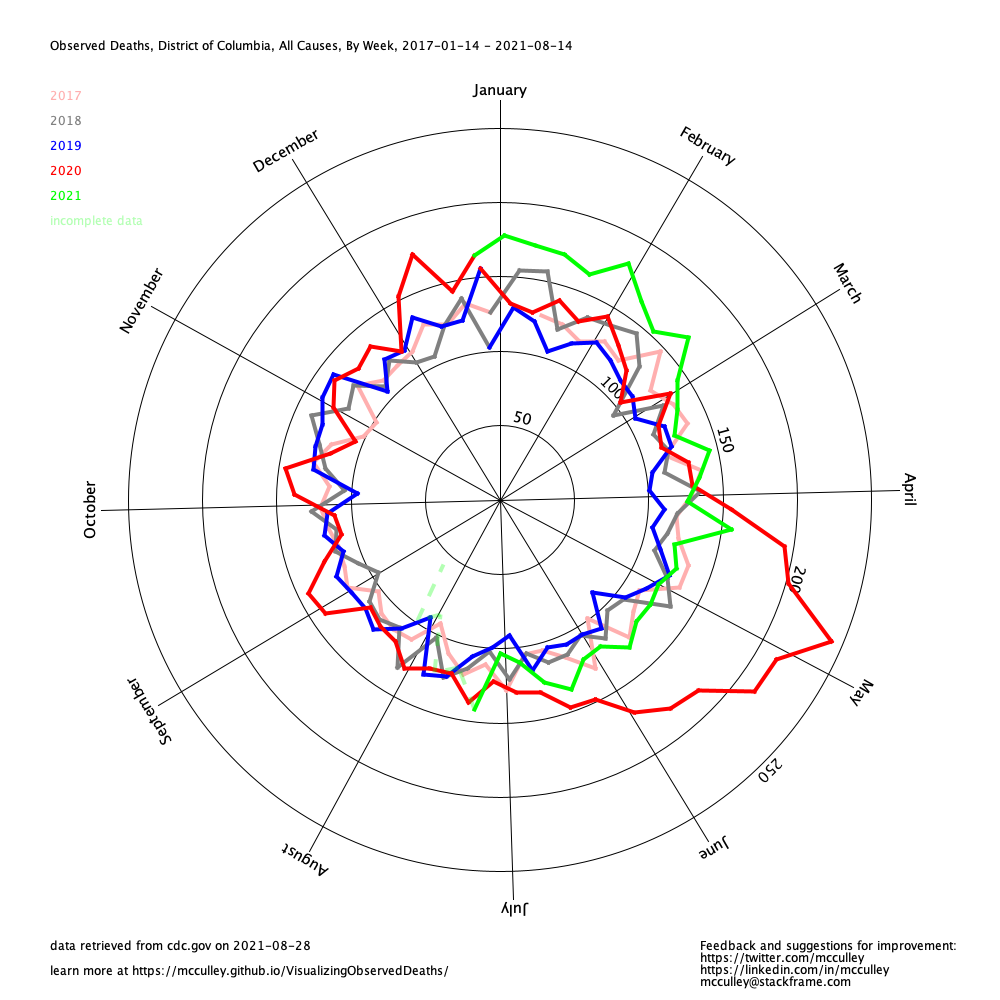 Observed Deaths, District of Columbia, All Causes, By Week, 2017-01-14 - 2021-08-14
January
2017
2018
2019
2020
2021
incomplete data
December
February
March
November
50
100
150
April
October
200
250
May
September
June
August
July
data retrieved from cdc.gov on 2021-08-28
learn more at https://mcculley.github.io/VisualizingObservedDeaths/
Feedback and suggestions for improvement:
https://twitter.com/mcculley
https://linkedin.com/in/mcculley
mcculley@stackframe.com